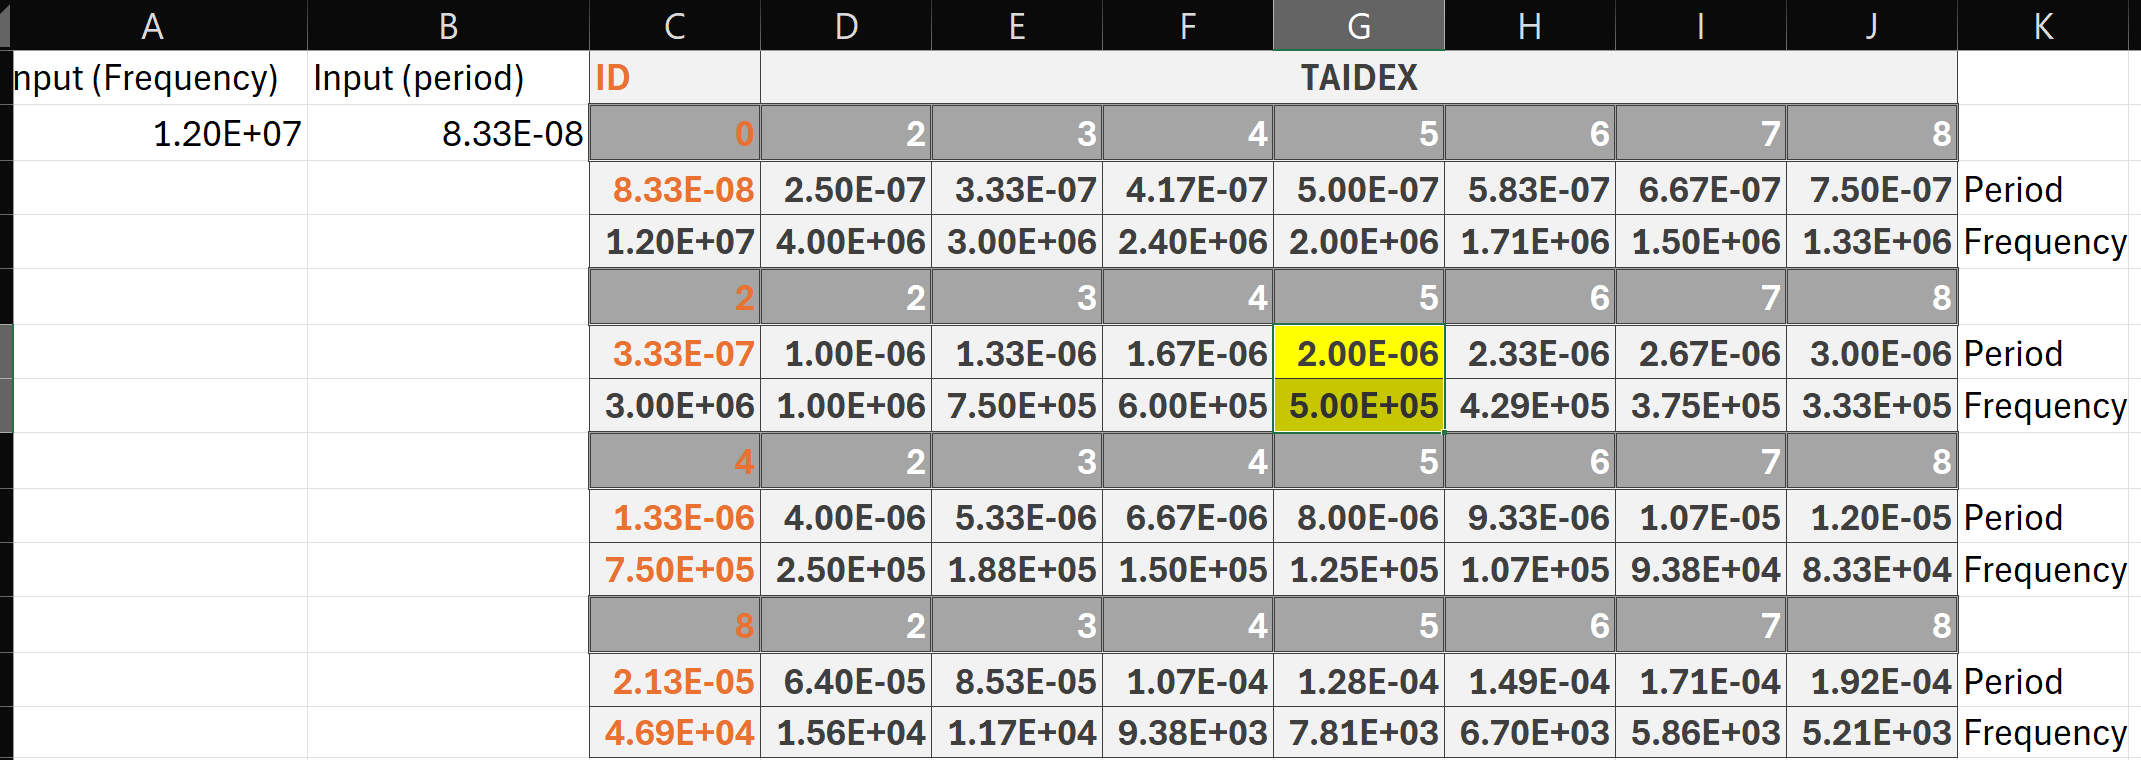 A B C D E F G H I J K
nput (Frequency) Input (period) ID TAIDEX
1.20E+07 8.33E-08 0 2 3 4 5 6 7 8
8.33E-08 2.50E-07 3.33E-07 4.17E-07 5.00E-07 5.83E-07 6.67E-07 7.50E-07 Period
1.20E+07 4.00E+06 3.00E+06 2.40E+06 2.00E+06 1.71E+06 1.50E+06 1.33E+06 Frequency
2 2 3 4 5 6 7 8
3.33E-07 1.00E-06 1.33E-06 1.67E-06 2.00E-06 2.33E-06 2.67E-06 3.00E-06 Period
3.00E+06 1.00E+06 7.50E+05 6.00E+05 5.00E+05 4.29E+05 3.75E+05 3.33E+05 Frequency
4 2 3 4 5 6 7 8
1.33E-06 4.00E-06 5.33E-06 6.67E-06 8.00E-06 9.33E-06 1.07E-05 1.20E-05 Period
7.50E+05 2.50E+05 1.88E+05 1.50E+05 1.25E+05 1.07E+05 9.38E+04 8.33E+04 Frequency
8 2 3 4 5 6 7 8
2.13E-05 6.40E-05 8.53E-05 1.07E-04 1.28E-04 1.49E-04 1.71E-04 1.92E-04 Period
4.69E+04 1.56E+04 1.17E+04 9.38E+03 7.81E+03 6.70E+03 5.86E+03 5.21E+03 Frequency